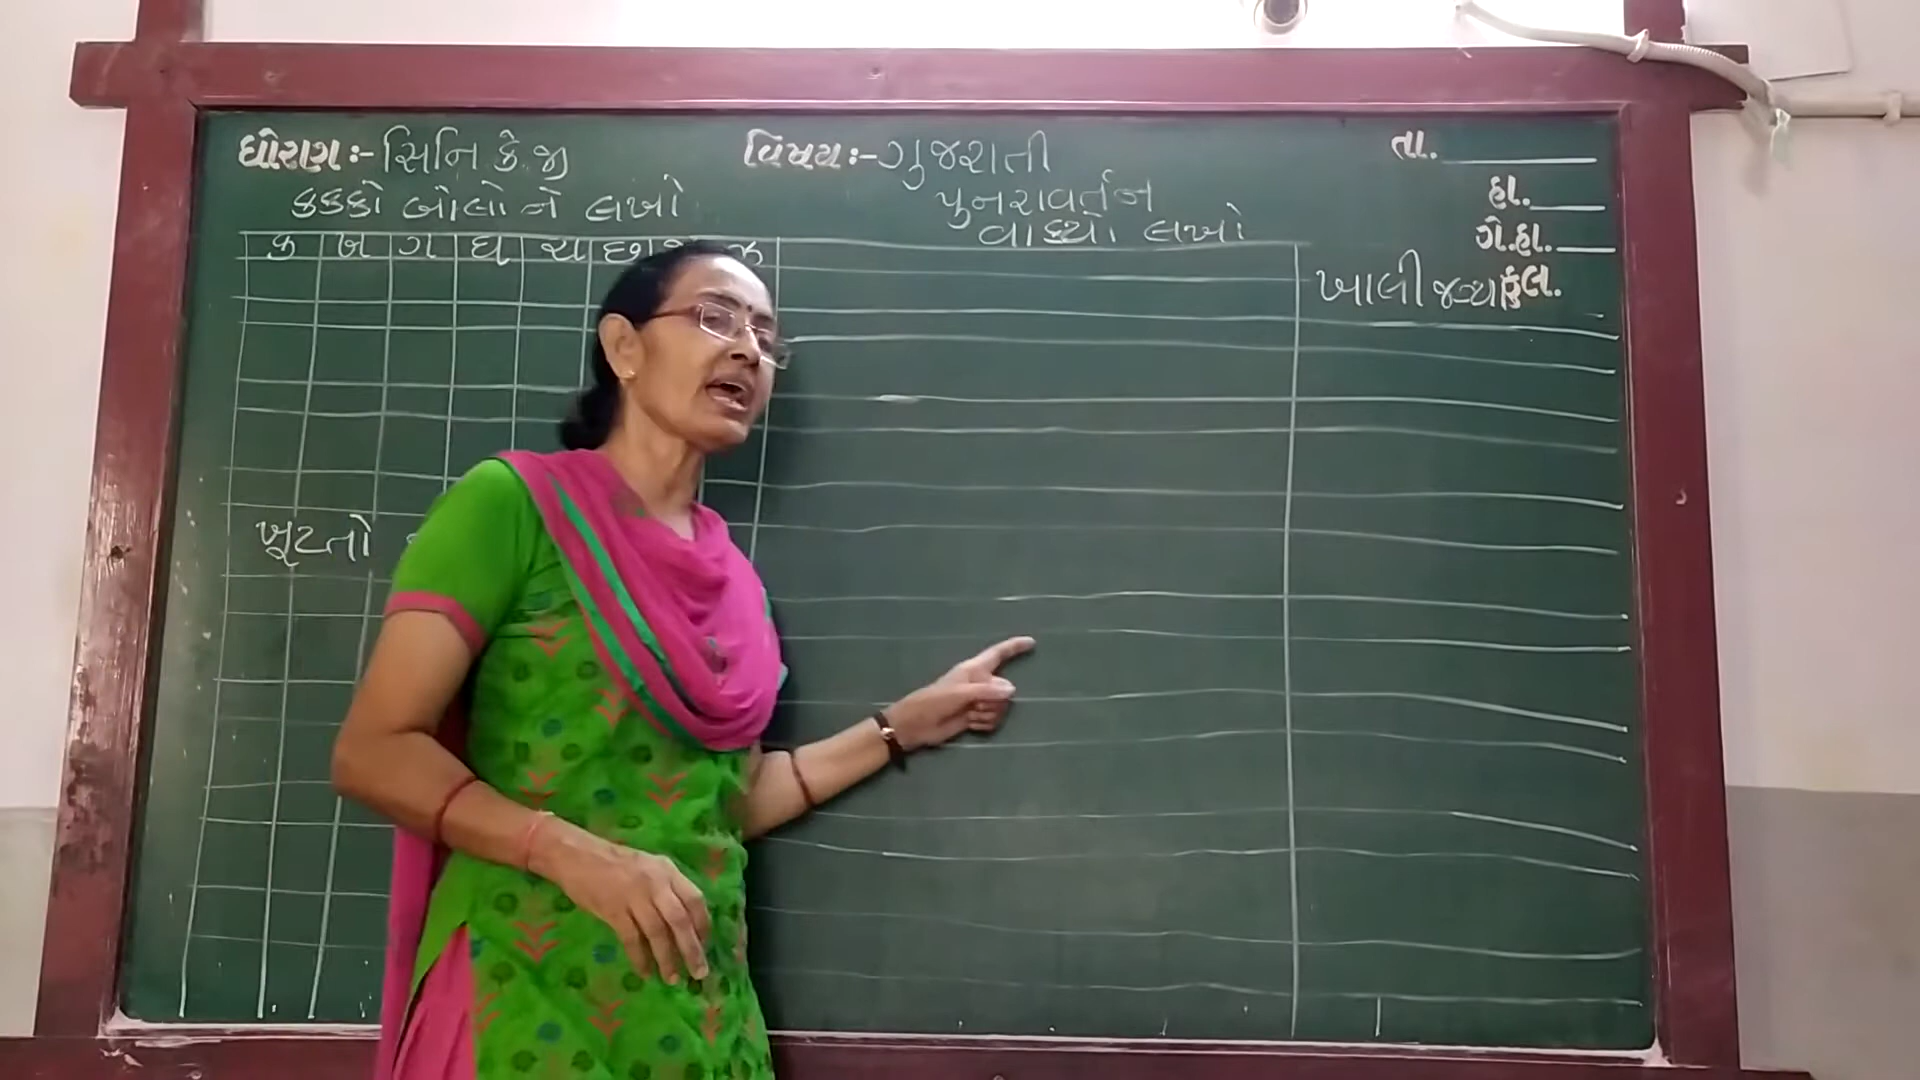 ધોરણ:- સિનિ કે.જી
વિષય:- ગુજરાતી
તા.
કક્કો બોલો ને લખો
પુનરાવર્તન
હા.
વાક્યો લખો
ગે.હા.
ક ખ ગ ઘ ચ છ જ ઝ
ખાલી જગ્યા
કુલ.
ખૂટતો